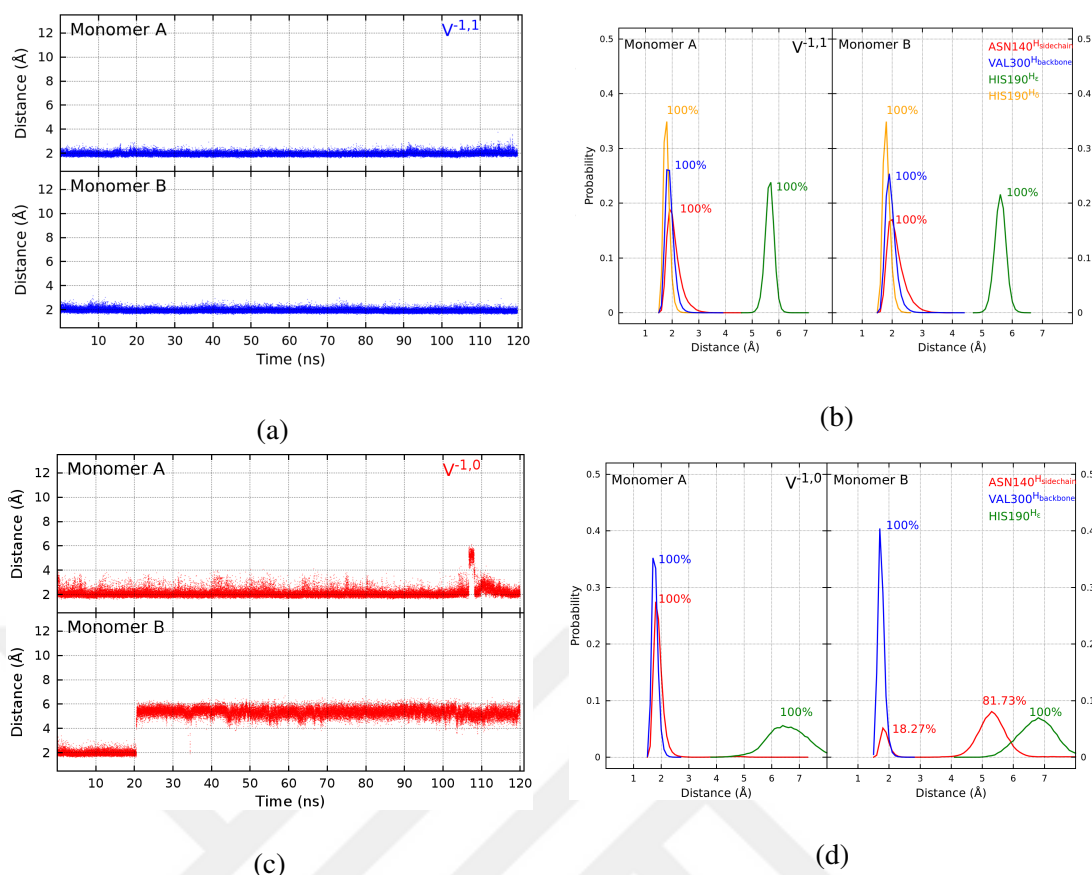 Monomer A
V-1,1
12
10
8
6
4
2
Distance (Å)
Monomer B
12
10
8
6
4
2
Distance (Å)
10 20 30 40 50 60 70 80 90 100 110 120
Time (ns)
(a)
Monomer A
V-1,1
Monomer B
ASN140Hsidechain
VAL300Hbackbone
HIS190Hε
HIS190Hδ
0.5
0.4
0.3
0.2
0.1
0
Probability
100%
100%
100%
100%
100%
100%
100%
100%
0.5
0.4
0.3
0.2
0.1
0
1 2 3 4 5 6 7
1 2 3 4 5 6 7
Distance (Å)
Distance (Å)
(b)
Monomer A
V-1,0
12
10
8
6
4
2
Distance (Å)
Monomer B
12
10
8
6
4
2
Distance (Å)
10 20 30 40 50 60 70 80 90 100 110 120
Time (ns)
(c)
Monomer A
V-1,0
Monomer B
ASN140Hsidechain
VAL300Hbackbone
HIS190Hε
0.5
0.4
0.3
0.2
0.1
0
Probability
100%
100%
100%
100%
18.27%
81.73%
100%
0.5
0.4
0.3
0.2
0.1
0
1 2 3 4 5 6 7
1 2 3 4 5 6 7
Distance (Å)
Distance (Å)
(d)